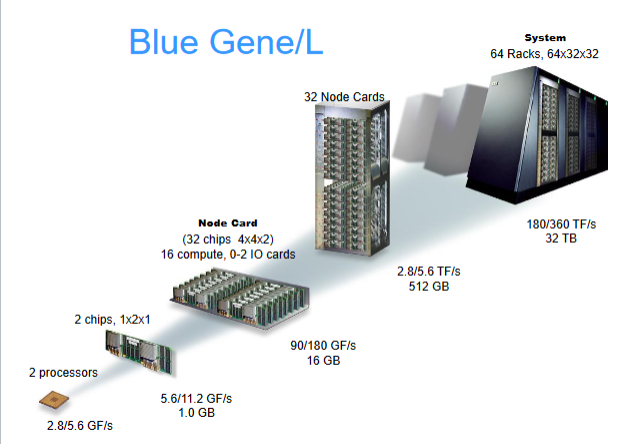 Blue Gene/L
System
64 Racks, 64x32x32
32 Node Cards
180/360 TF/s
32 TB
Node Card
(32 chips 4x4x2)
16 compute, 0-2 IO cards
2.8/5.6 TF/s
512 GB
2 chips, 1x2x1
90/180 GF/s
16 GB
2 processors
5.6/11.2 GF/s
1.0 GB
2.8/5.6 GF/s